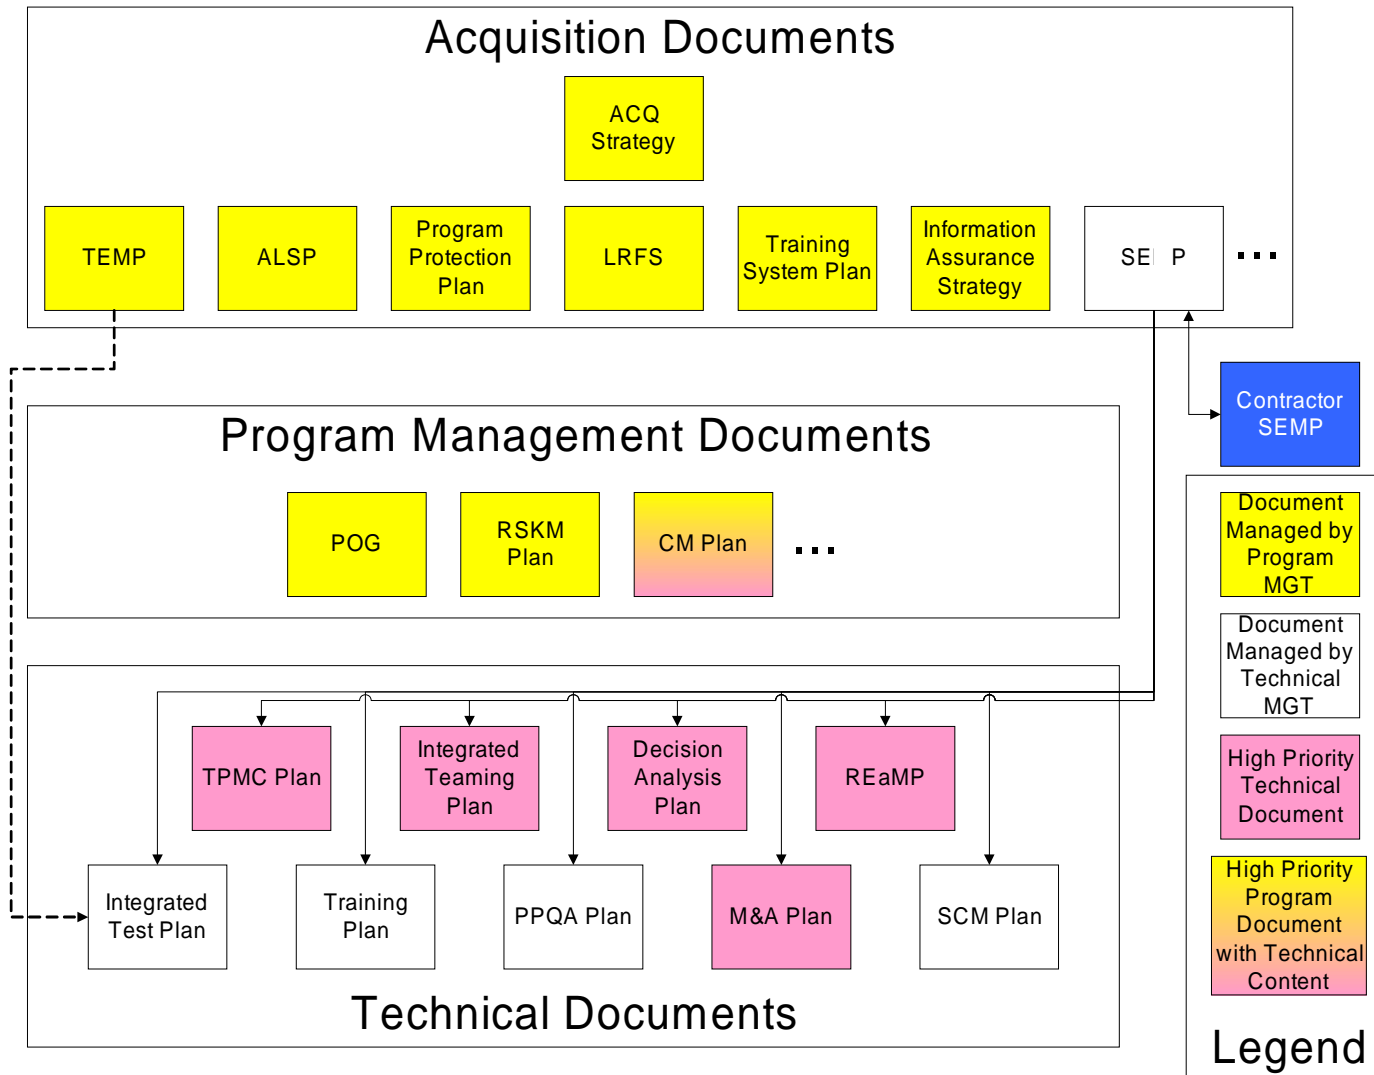 Acquisition Documents
ACQ
Strategy
TEMP
ALSP
Program
Protection
Plan
LRFS
Training
System Plan
Information
Assurance
Strategy
...
Contractor
SEMP
Program Management Documents
POG
RSKM
Plan
CM Plan
...
Document
Managed by
Program
MGT
Document
Managed by
Technical
MGT
High Priority
Technical
Document
High Priority
Program
Document
with Technical
Content
Legend
TPMC Plan
Integrated
Teaming
Plan
Decision
Analysis
Plan
REaMP
Integrated
Test Plan
Training
Plan
PPQA Plan
M&A Plan
SCM Plan
Technical Documents